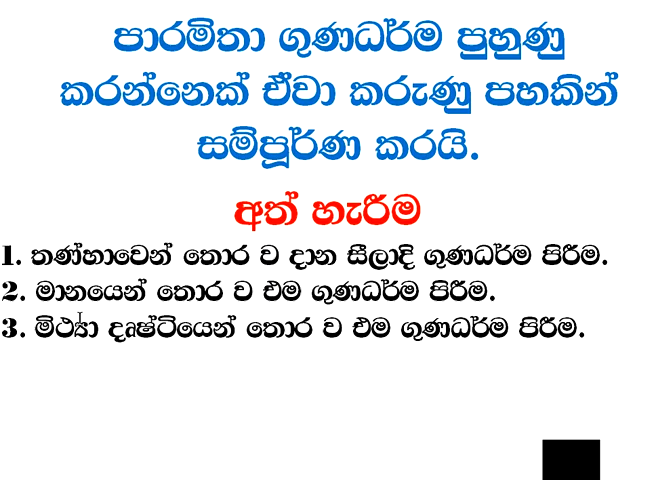 පාරමිතා ගුණධර්ම පුහුණු
කරන්නෙක් ඒවා කරුණු පහකින්
සම්පූර්ණ කරයි.
අත් හැරීම
1. තණ්හාවෙන් තොර ව දාන සීලාදි ගුණධර්ම පිරීම.
2. මානයෙන් තොර ව එම ගුණධර්ම පිරීම.
3. මිථ්‍යා දෘෂ්ටියෙන් තොර ව එම ගුණධර්ම පිරීම.